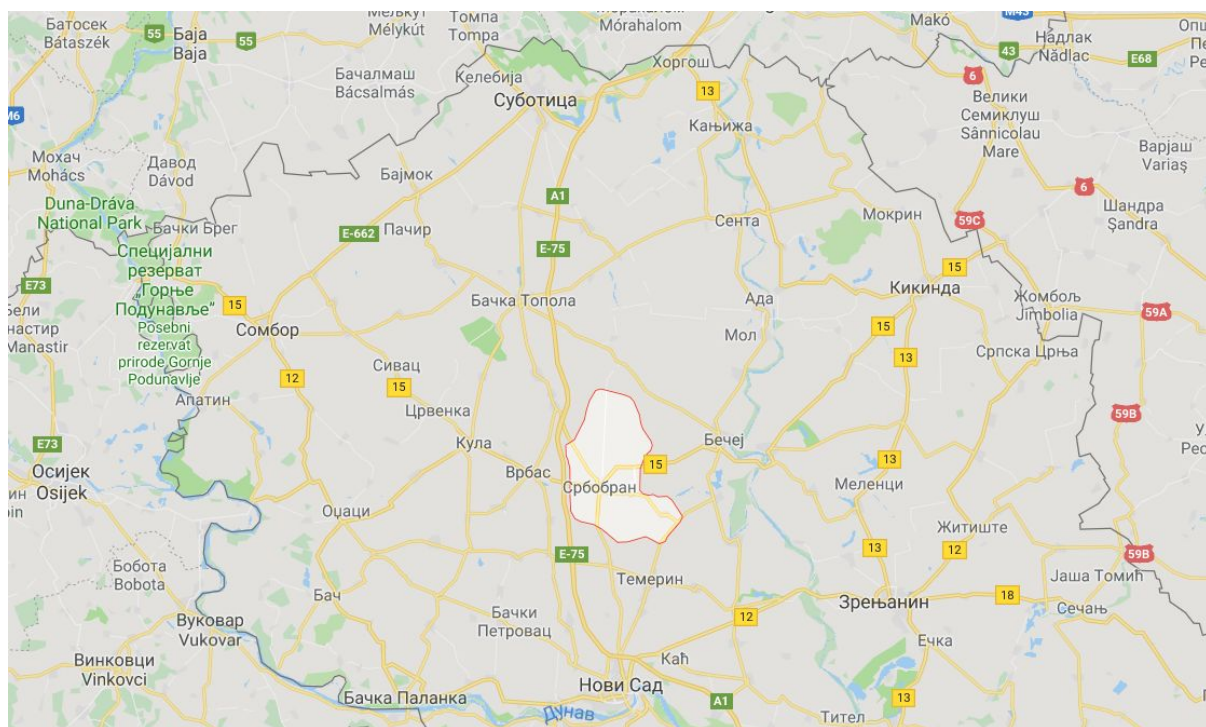 Батосек
Bátaszék
55
Баја
Baja
55
Мељкут
Mélykút
Томпа
Tompa
Mórahalom
Мако
Makó
M43
43
Надлак
Nădlac
E68
M6
Бачалмаш
Bácsalmás
Келебија
Хоргош
Суботица
13
Кањижа
6
Велики
Семиклуш
Sânnicolau
Mare
Варјаш
Variaș
Мохач
Mohács
Давод
Dávod
Бајмок
A1
6
Шандра
Șandra
Duna-Dráva
National Park
Бачки Брег
E-662
Пачир
Сента
Мокрин
59C
Специјални
резерват
„Горње
Подунавље”
Posebni
rezervat
prirode Gornje
Podunavlje
E-75
15
E73
Бели
Manastir
15
Сомбор
Бачка Топола
Ада
Кикинда
Жомбољ
Jimbolia
59A
Мол
15
13
Српска Црња
12
Сивац
15
Апатин
Црвенка
59B
E73
Осијек
Osijek
Кула
Врбас
Бечеј
15
Србобран
13
Меленци
Оџаци
Житиште
E-75
13
12
59B
Бобота
Bobota
Темерин
Јаша Томић
Бач
Зрењанин
18
Сечањ
Вуковар
Vukovar
Бачки
Петровац
12
Ечка
Винковци
Vinkovci
Каћ
Нови Сад
Бачка Паланка
A1
13
Дунав
Тител